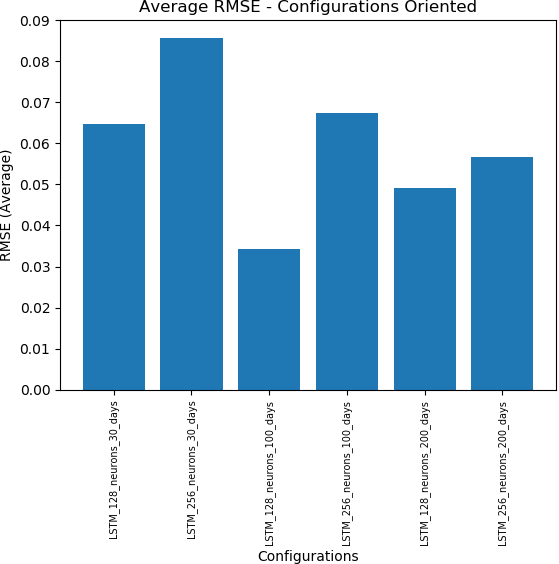 Average RMSE - Configurations Oriented
RMSE (Average)
0.09
0.08
0.07
0.06
0.05
0.04
0.03
0.02
0.01
0.00
LSTM_128_neurons_30_days
LSTM_256_neurons_30_days
LSTM_128_neurons_100_days
LSTM_256_neurons_100_days
LSTM_128_neurons_200_days
LSTM_256_neurons_200_days
Configurations